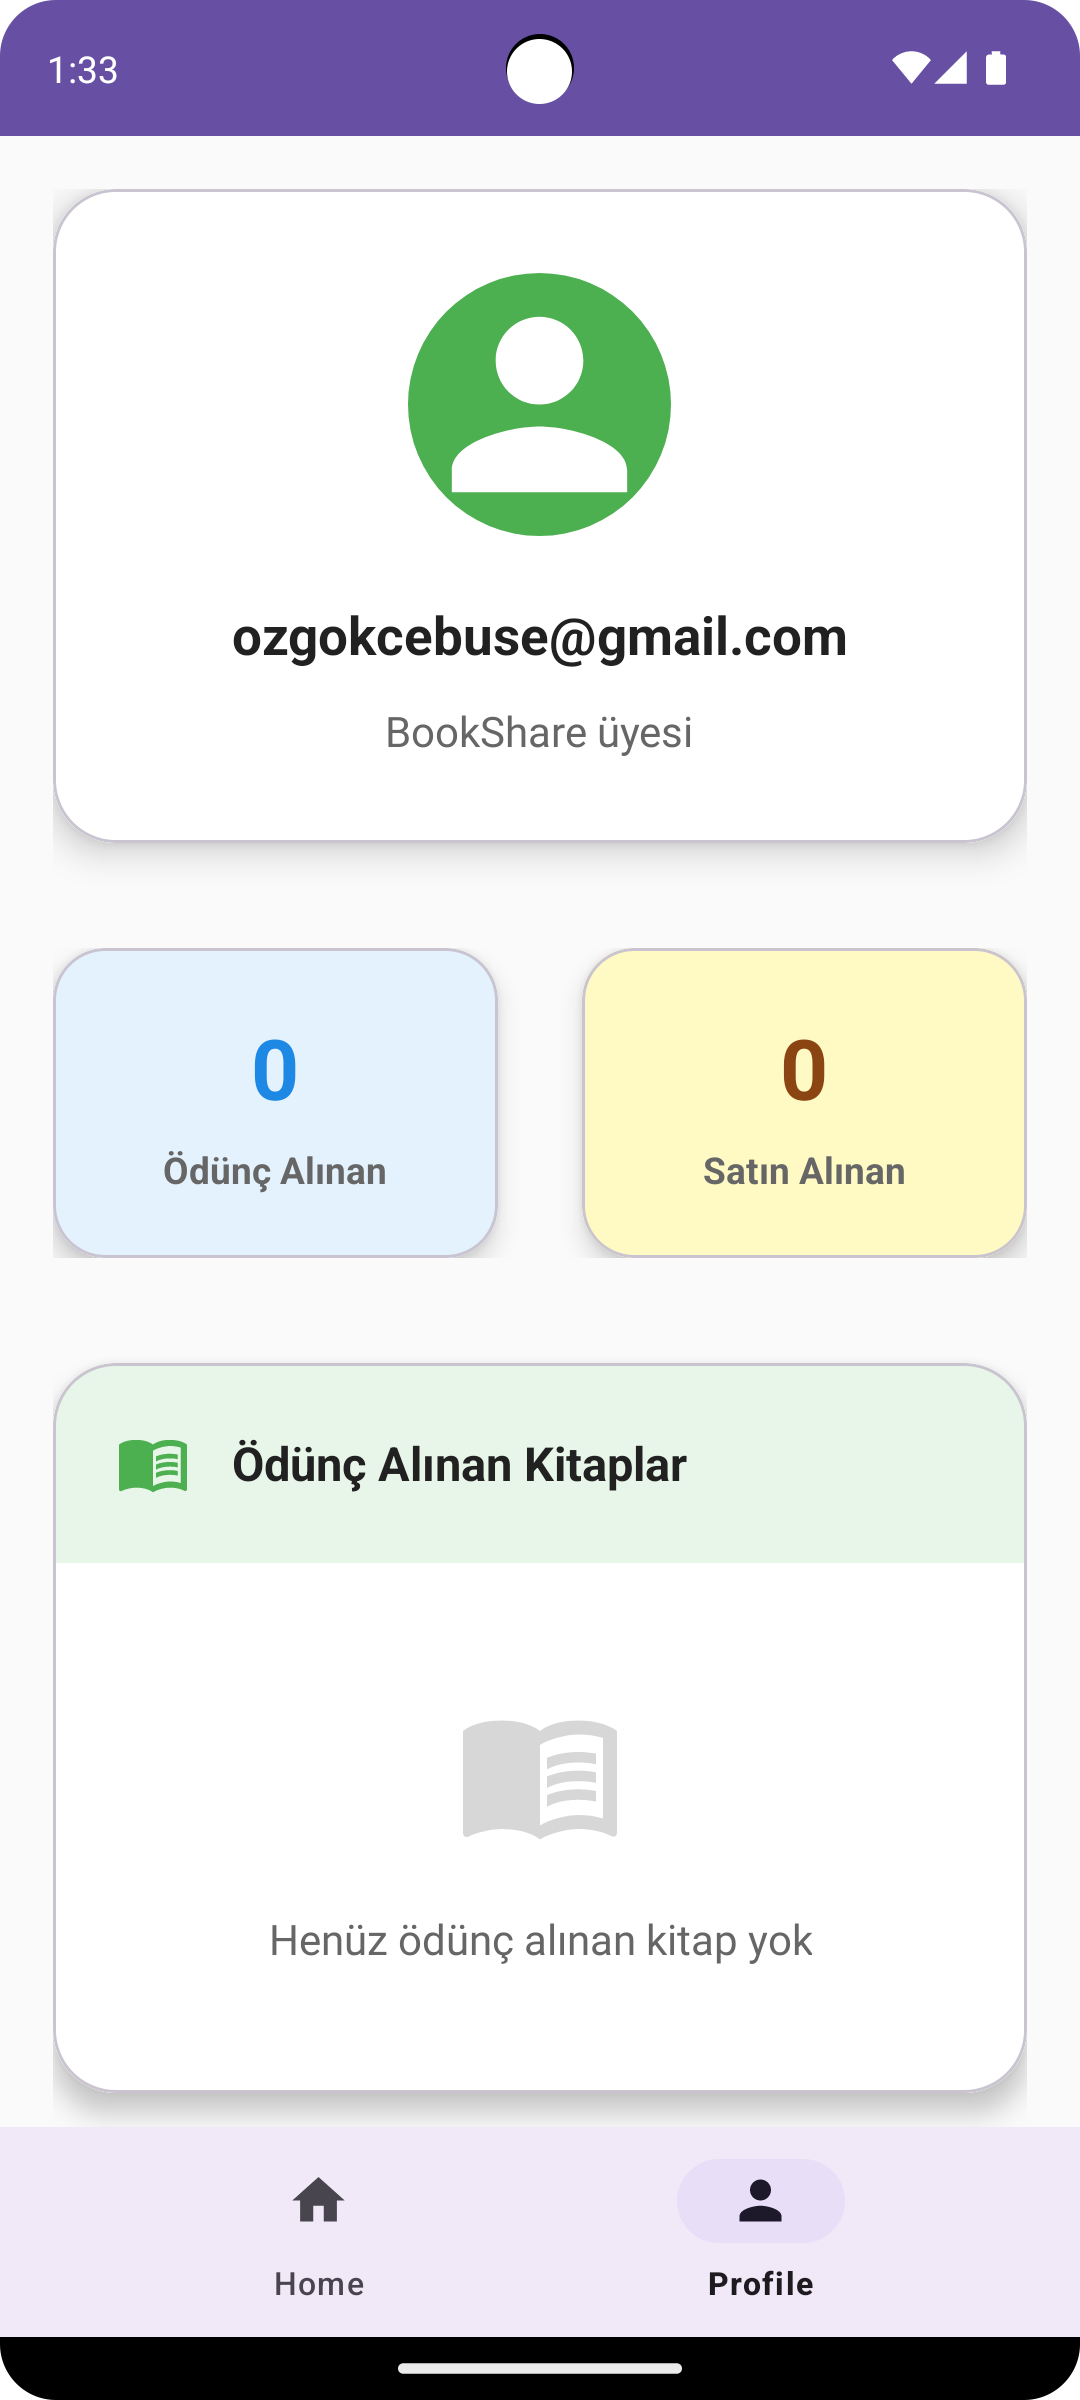 1:33
ozgokcebuse@gmail.com
BookShare üyesi
0
Ödünç Alınan
0
Satın Alınan
Ödünç Alınan Kitaplar
Henüz ödünç alınan kitap yok
Home
Profile